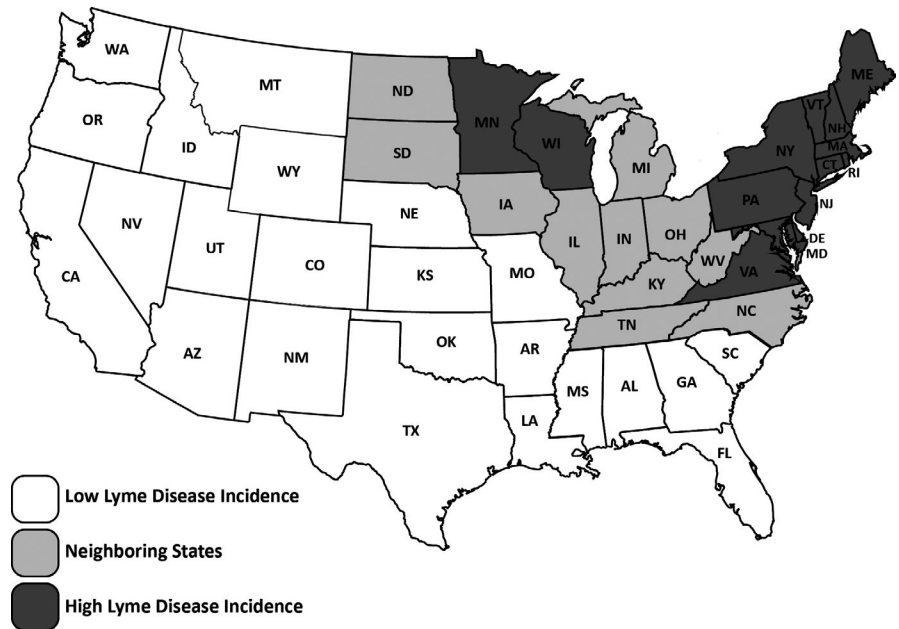 WA
MT
ND
ME
OR
MN
VT
NH
ID
SD
WI
NY
MA
CT
RI
WY
MI
IA
PA
NJ
NE
NV
OH
DE
IL
IN
MD
UT
WV
CO
VA
CA
KS
MO
KY
NC
TN
OK
AZ
NM
AR
SC
MS
AL
GA
LA
TX
FL
Low Lyme Disease Incidence
Neighboring States
High Lyme Disease Incidence